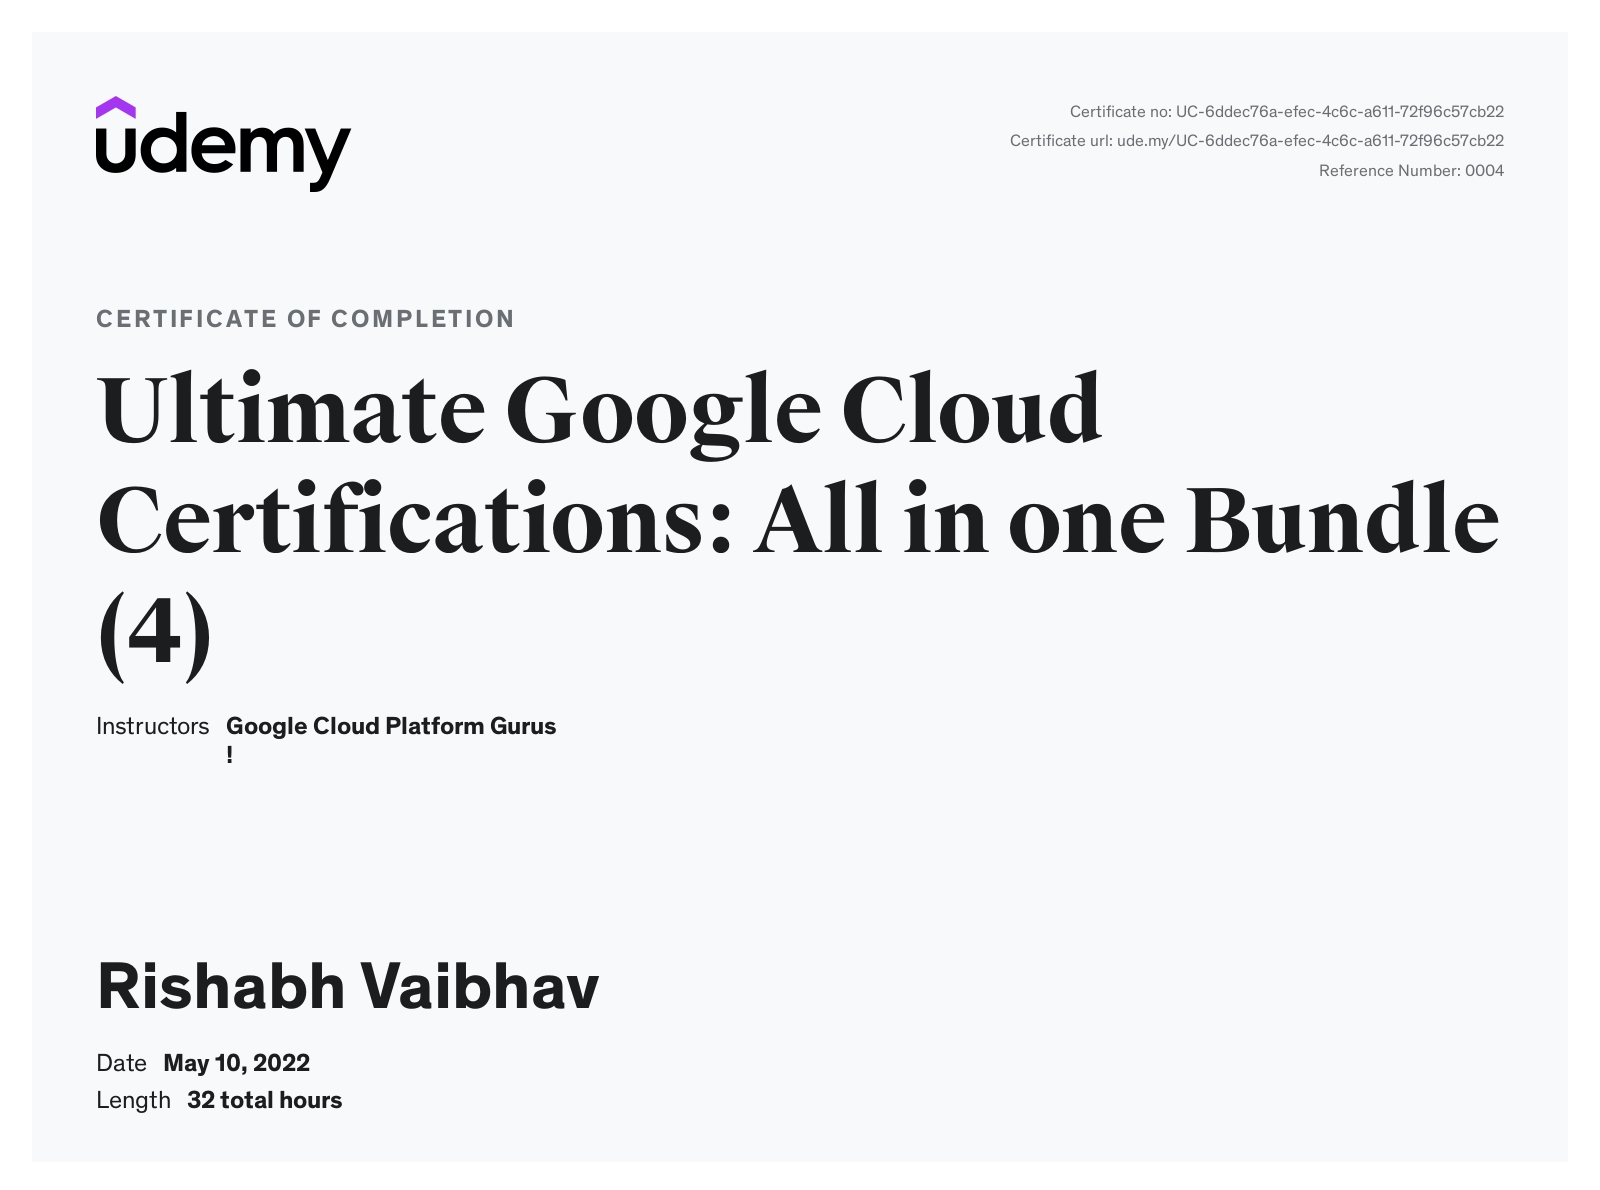 udemy
Certificate no: UC-6ddec76a-efec-4c6c-a611-72f96c57cb22
Certificate url: ude.my/UC-6ddec76a-efec-4c6c-a611-72f96c57cb22
Reference Number: 0004
CERTIFICATE OF COMPLETION
Ultimate Google Cloud
Certifications: All in one Bundle
(4)
Instructors Google Cloud Platform Gurus
!
Rishabh Vaibhav
Date May 10, 2022
Length 32 total hours